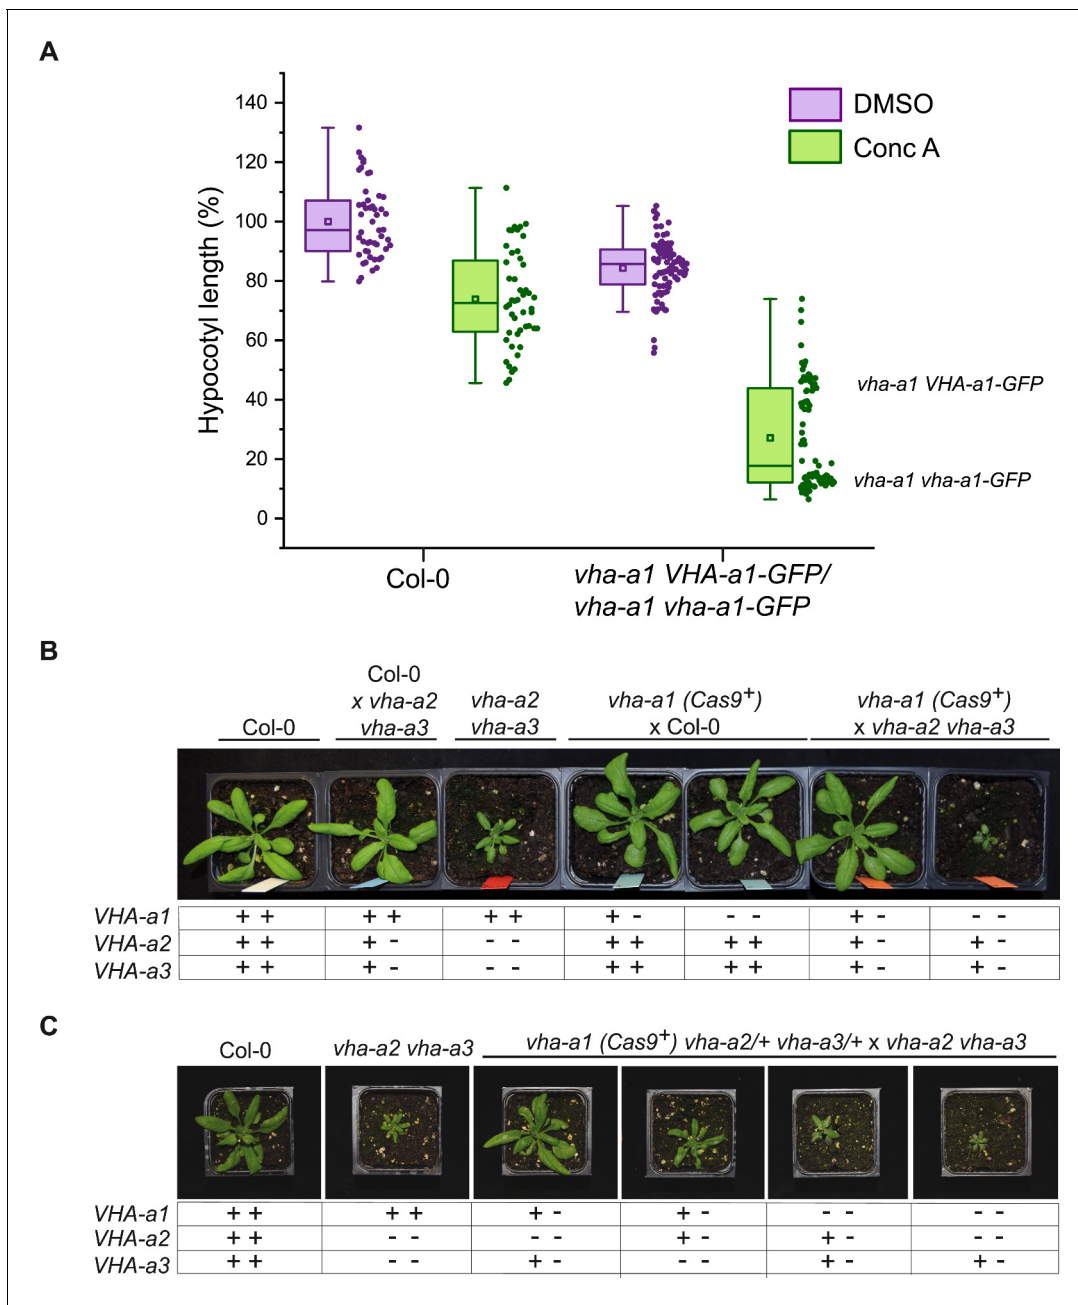 A
Hypocotyl length (%)
140
120
100
80
60
40
20
0
DMSO
Conc A
vha-a1 VHA-a1-GFP
vha-a1 vha-a1-GFP
Col-0
vha-a1 VHA-a1-GFP/
vha-a1 vha-a1-GFP
B
Col-0
Col-0
x vha-a2
vha-a3
vha-a2
vha-a3
vha-a1 (Cas9+)
x Col-0
vha-a1 (Cas9+)
x vha-a2 vha-a3
VHA-a1 + + + + + + + - - - + - - -
VHA-a2 + + + - - - + + + + + - + -
VHA-a3 + + + - - - + + + + + - + -
C
Col-0
vha-a2 vha-a3
vha-a1 (Cas9+) vha-a2/+ vha-a3/+ x vha-a2 vha-a3
VHA-a1 + + + + + - + - - - - -
VHA-a2 + + - - - - + - + - - -
VHA-a3 + + - - + - - - + - + -